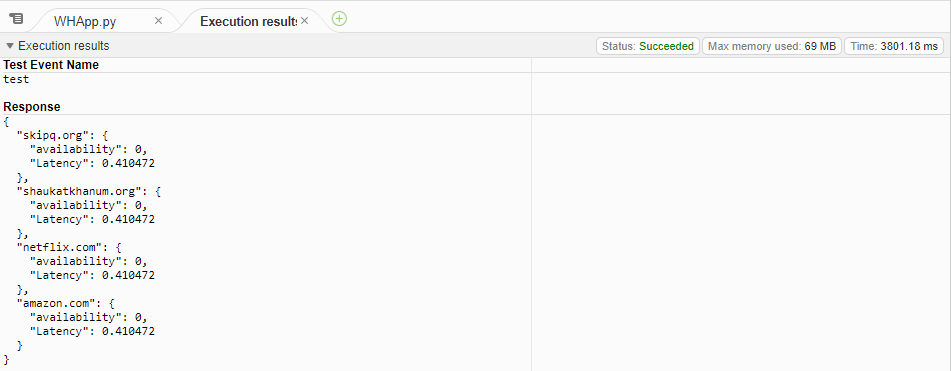 WHApp.py
Execution results
Execution results
Status: Succeeded
Max memory used: 69 MB
Time: 3801.18 ms
Test Event Name
test
Response
{
  "skipq.org": {
    "availability": 0,
    "Latency": 0.410472
  },
  "shaukatkhanum.org": {
    "availability": 0,
    "Latency": 0.410472
  },
  "netflix.com": {
    "availability": 0,
    "Latency": 0.410472
  },
  "amazon.com": {
    "availability": 0,
    "Latency": 0.410472
  }
}